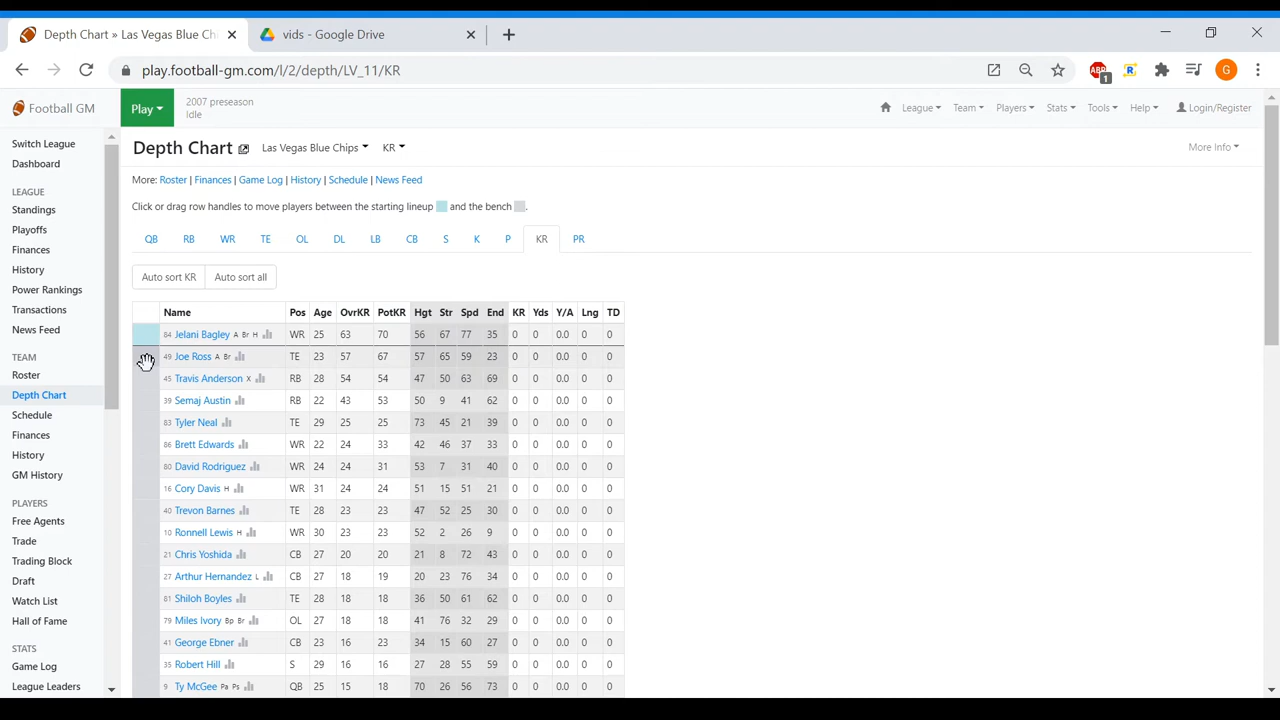 Depth Chart » Las Vegas Blue Chi
vids - Google Drive
play.football-gm.com/l/2/depth/LV_11/KR
ABP
1
R
G
Football GM
Play
2007 preseason
Idle
League
Team
Players
Stats
Tools
Help
Login/Register
Switch League
Dashboard
LEAGUE
Standings
Playoffs
Finances
History
Power Rankings
Transactions
News Feed
TEAM
Roster
Depth Chart
Schedule
Finances
History
GM History
PLAYERS
Free Agents
Trade
Trading Block
Draft
Watch List
Hall of Fame
STATS
Game Log
League Leaders
Depth Chart Las Vegas Blue Chips KR
More Info
More: Roster | Finances | Game Log | History | Schedule | News Feed
Click or drag row handles to move players between the starting lineup and the bench .
QB RB WR TE OL DL LB CB S K P KR PR
Auto sort KR Auto sort all
Name Pos Age OvrKR PotKR Hgt Str Spd End KR Yds Y/A Lng TD
84 Jelani Bagley A Br H WR 25 63 70 56 67 77 35 0 0 0.0 0 0
49 Joe Ross A Br TE 23 57 67 57 65 59 23 0 0 0.0 0 0
45 Travis Anderson X RB 28 54 54 47 50 63 69 0 0 0.0 0 0
39 Semaj Austin RB 22 43 53 50 9 41 62 0 0 0.0 0 0
83 Tyler Neal TE 29 25 25 73 45 21 39 0 0 0.0 0 0
86 Brett Edwards WR 22 24 33 42 46 37 33 0 0 0.0 0 0
80 David Rodriguez WR 24 24 31 53 7 31 40 0 0 0.0 0 0
16 Cory Davis H WR 31 24 24 51 15 51 21 0 0 0.0 0 0
40 Trevon Barnes TE 28 23 23 47 52 25 30 0 0 0.0 0 0
10 Ronnell Lewis H WR 30 23 23 52 2 26 9 0 0 0.0 0 0
21 Chris Yoshida CB 27 20 20 21 8 72 43 0 0 0.0 0 0
27 Arthur Hernandez L CB 27 18 19 20 23 76 34 0 0 0.0 0 0
81 Shiloh Boyles TE 28 18 18 36 50 61 62 0 0 0.0 0 0
79 Miles Ivory Bp Br OL 27 18 18 41 76 32 29 0 0 0.0 0 0
41 George Ebner CB 23 16 23 34 15 60 27 0 0 0.0 0 0
35 Robert Hill S 29 16 16 27 28 55 59 0 0 0.0 0 0
9 Ty McGee Pa Ps QB 25 15 18 70 26 56 73 0 0 0.0 0 0